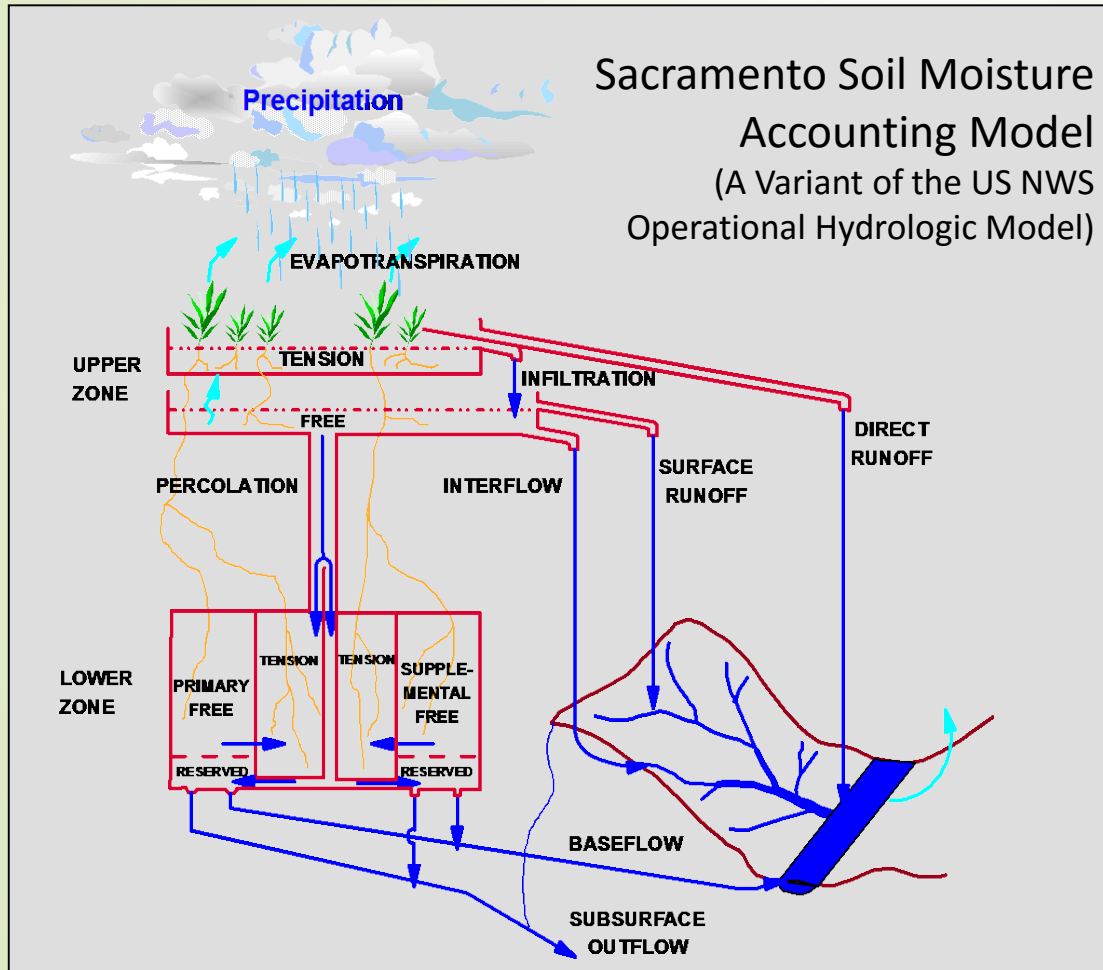 Sacramento Soil Moisture
Accounting Model
(A Variant of the US NWS
Operational Hydrologic Model)
Precipitation
EVAPOTRANSPIRATION
UPPER
ZONE
TENSION
INFILTRATION
FREE
DIRECT
RUNOFF
PERCOLATION
INTERFLOW
SURFACE
RUNOFF
LOWER
ZONE
PRIMARY
FREE
TENSION
TENSION
SUPPLE-
MENTAL
FREE
RESERVED
RESERVED
BASEFLOW
SUBSURFACE
OUTFLOW